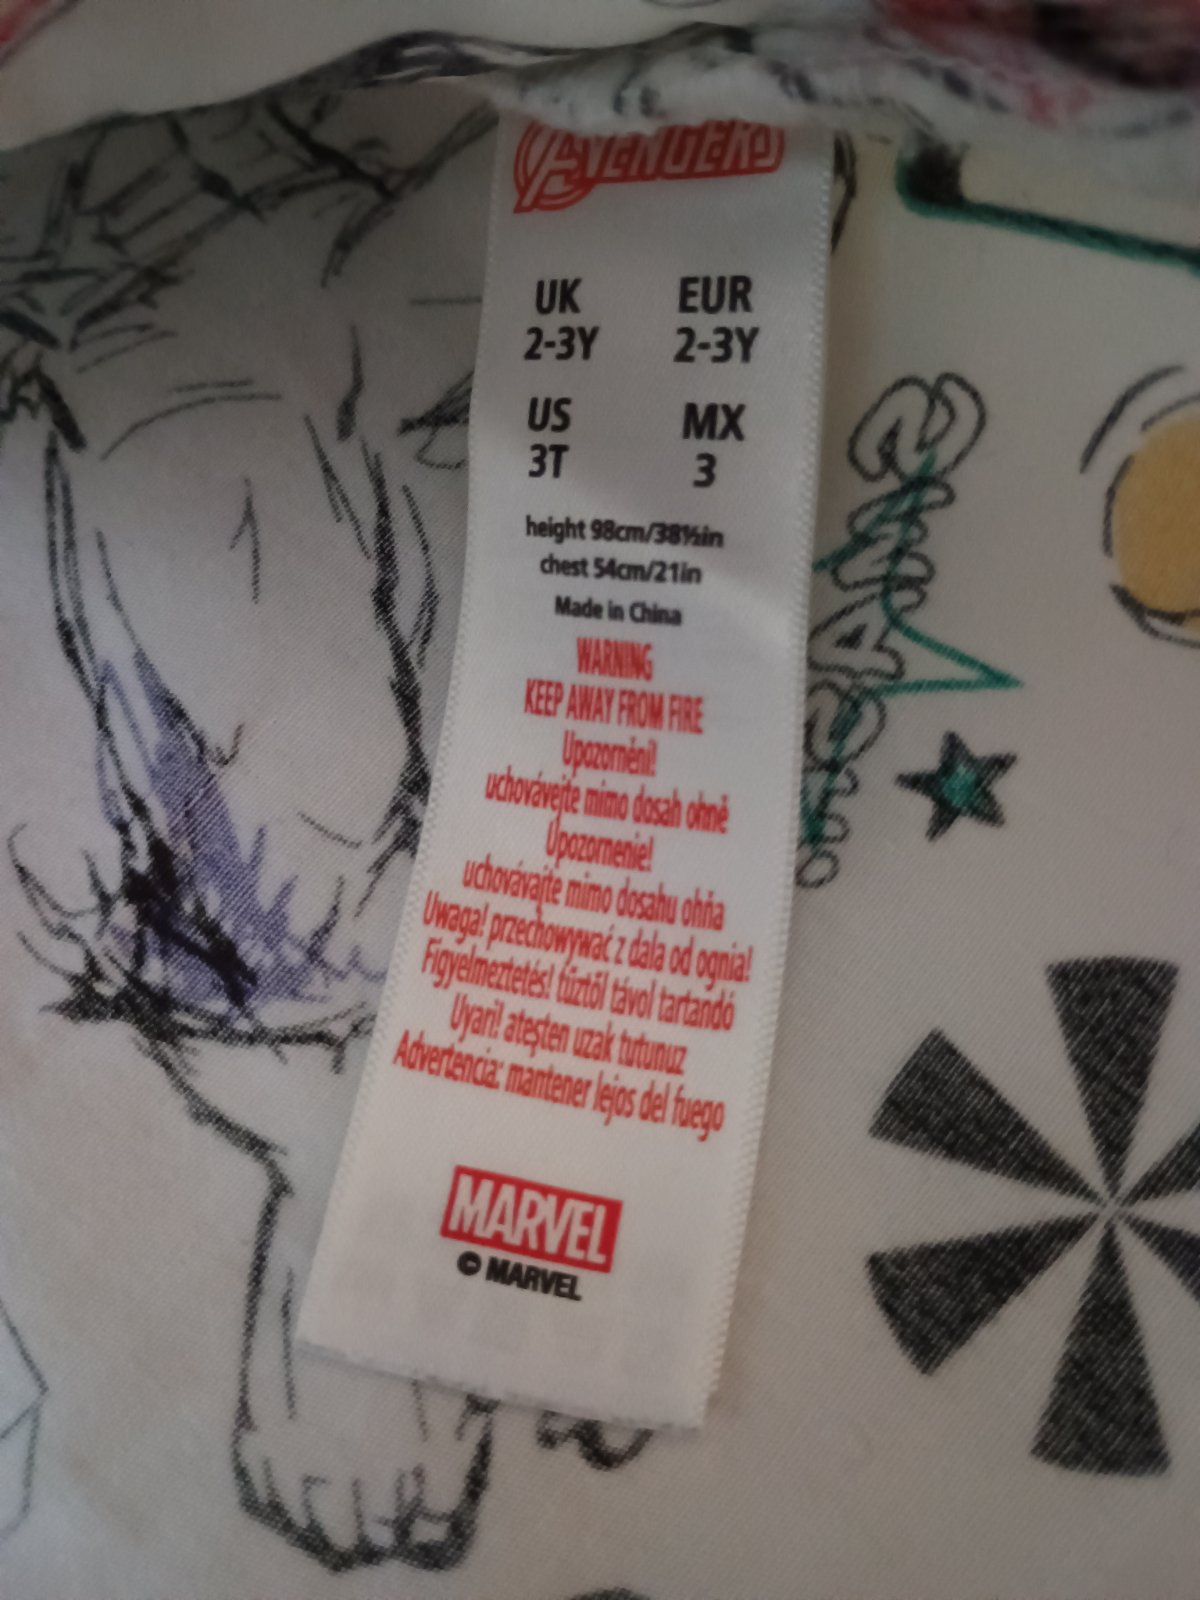 AVENGERS
UK EUR
2-3Y 2-3Y
US MX
3T 3
height 98cm/38½in
chest 54cm/21in
Made in China
WARNING
KEEP AWAY FROM FIRE
Upozornění!
uchovávejte mimo dosah ohně
Upozornenie!
uchovávajte mimo dosahu ohňa
Uwaga! przechowywać z dala od ognia!
Figyelmeztetés! tűztől távol tartandó
Uyari! ateşten uzak tutunuz
Advertencia: mantener lejos del fuego
MARVEL
© MARVEL
SMASH!